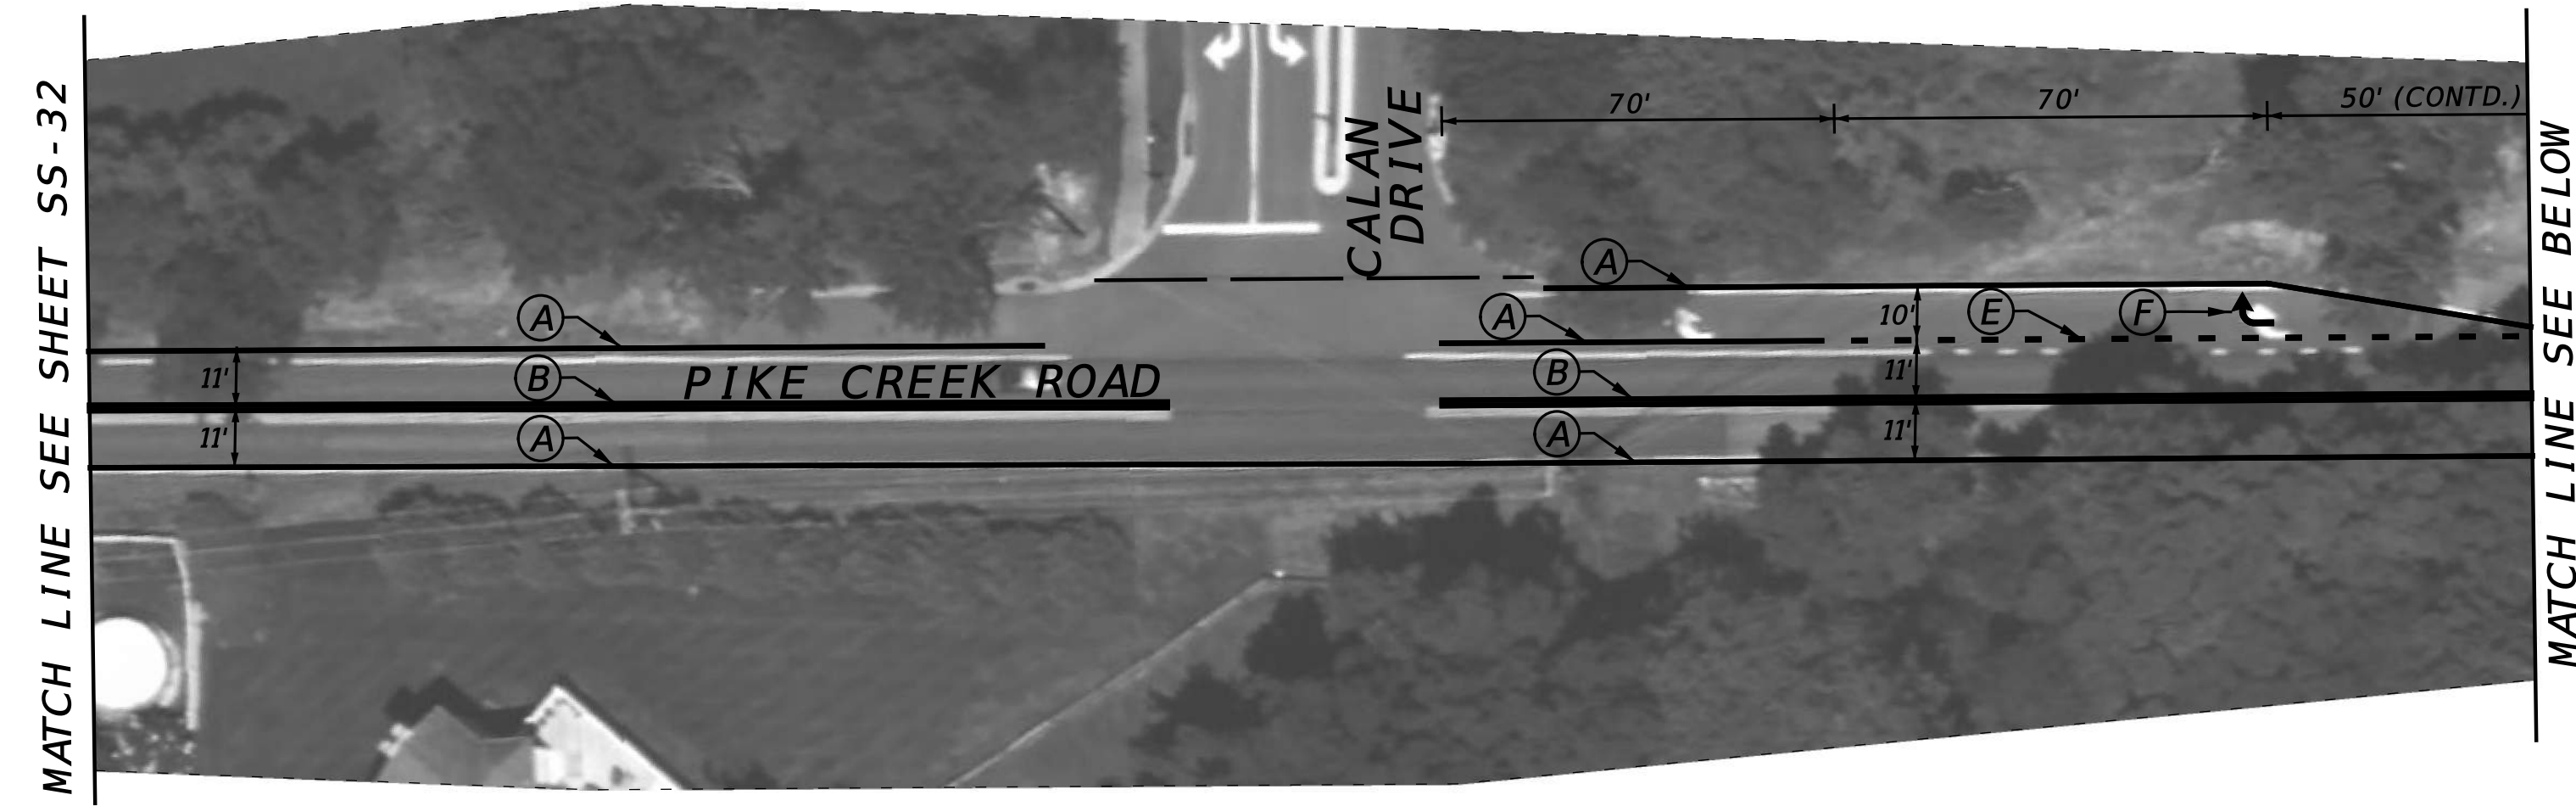 MATCH LINE SEE SHEET SS-32
70'
70'
50' (CONTD.)
CALAN
DRIVE
MATCH LINE SEE BELOW
A
A
A
10'
E
F
11'
B
PIKE CREEK ROAD
B
11'
11'
A
A
11'